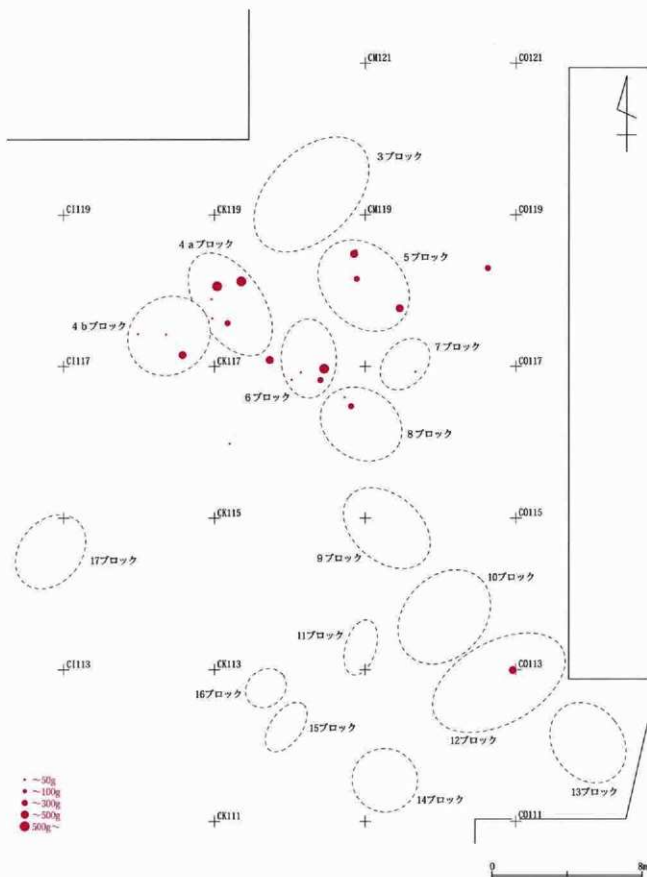 CM121
CO121
3ブロック
CI119
CK119
CM119
CO119
4aブロック
5ブロック
4bブロック
7ブロック
CI117
CK117
CO117
6ブロック
8ブロック
CK115
CO115
17ブロック
9ブロック
10ブロック
11ブロック
CI113
CK113
CO113
16ブロック
15ブロック
12ブロック
13ブロック
14ブロック
CK111
CO111
~50g
~100g
~300g
~500g
500g~
0
8m